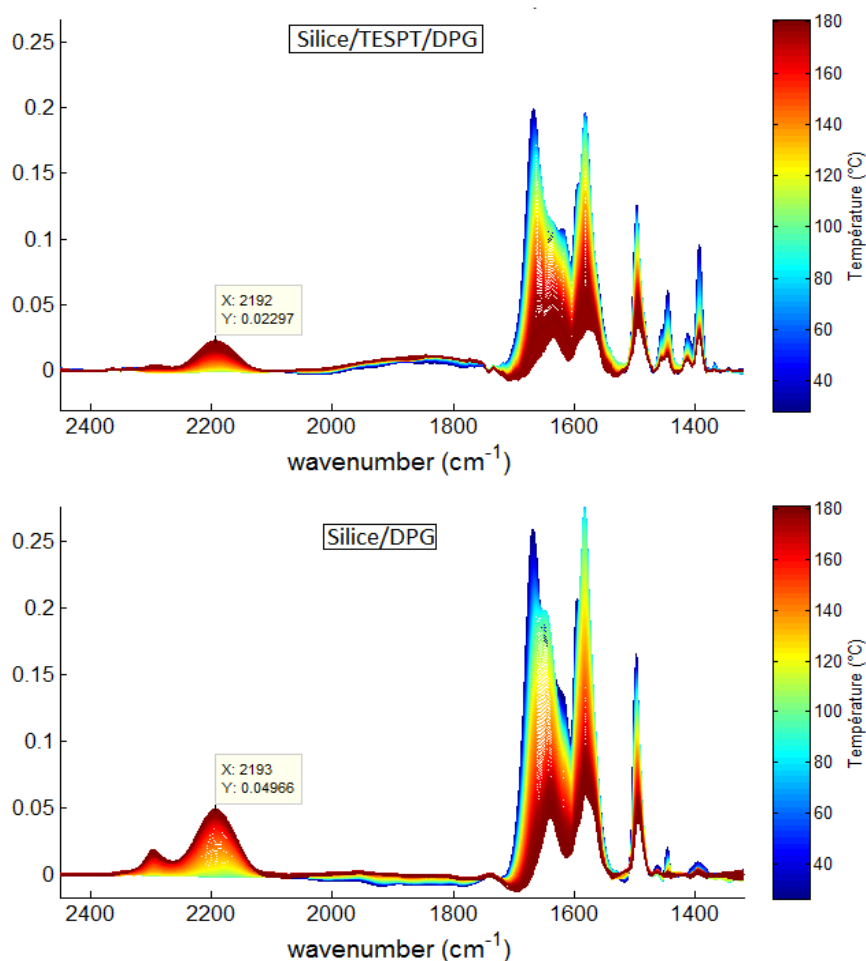 Silice/TESPT/DPG
0.25
0.2
0.15
0.1
0.05
0
X: 2192
Y: 0.02297
2400 2200 2000 1800 1600 1400
wavenumber (cm-1)
180
160
140
120
100
80
60
40
Température (°C)
Silice/DPG
0.25
0.2
0.15
0.1
0.05
0
X: 2193
Y: 0.04966
2400 2200 2000 1800 1600 1400
wavenumber (cm-1)
180
160
140
120
100
80
60
40
Température (°C)